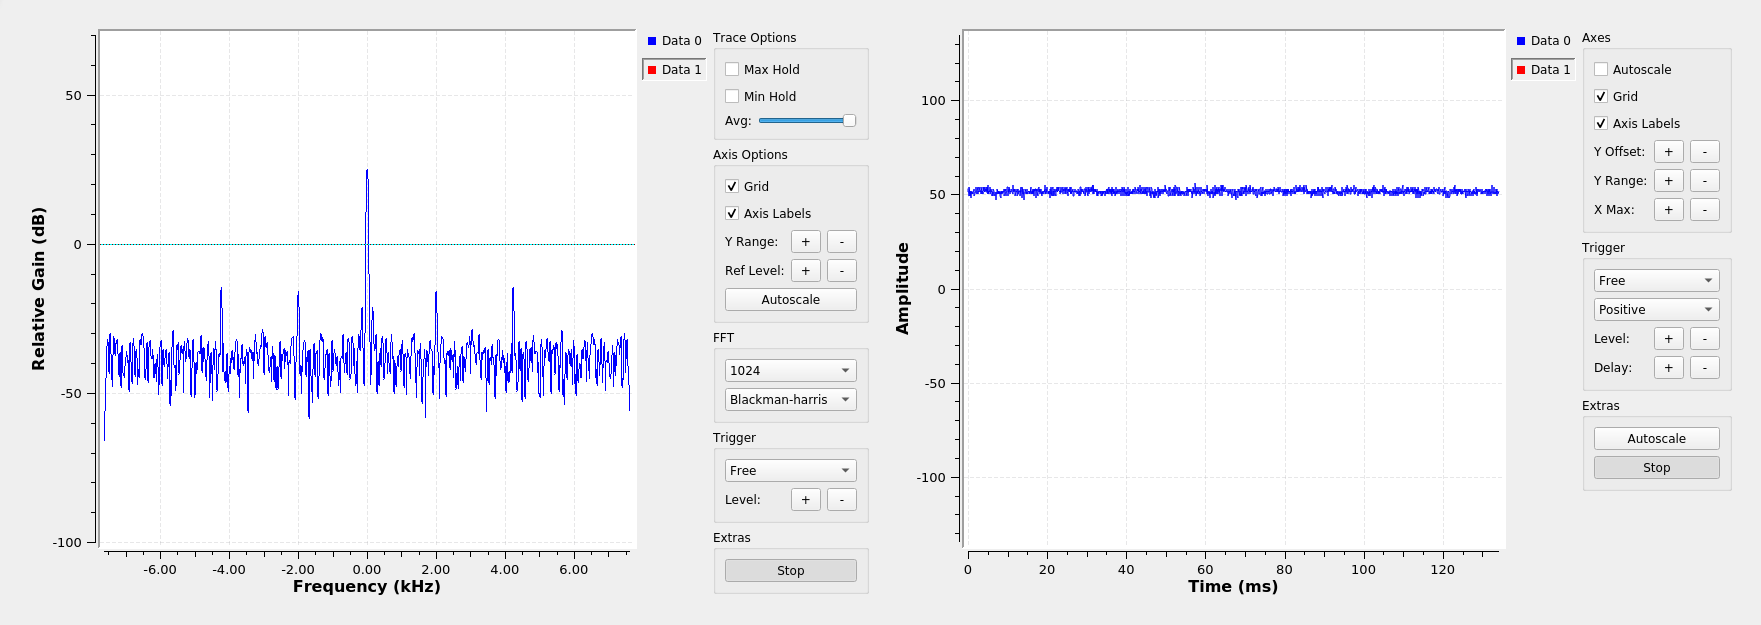 Relative Gain (dB)
50
0
-50
-100
-6.00
-4.00
-2.00
0.00
2.00
4.00
6.00
Frequency (kHz)
Data 0
Data 1
Trace Options
Max Hold
Min Hold
Avg:
Axis Options
Grid
Axis Labels
Y Range: + -
Ref Level: + -
Autoscale
FFT
1024
Blackman-harris
Trigger
Free
Level: + -
Extras
Stop
Amplitude
100
50
0
-50
-100
0
20
40
60
80
100
120
Time (ms)
Data 0
Data 1
Axes
Autoscale
Grid
Axis Labels
Y Offset: + -
Y Range: + -
X Max: + -
Trigger
Free
Positive
Level: + -
Delay: + -
Extras
Autoscale
Stop